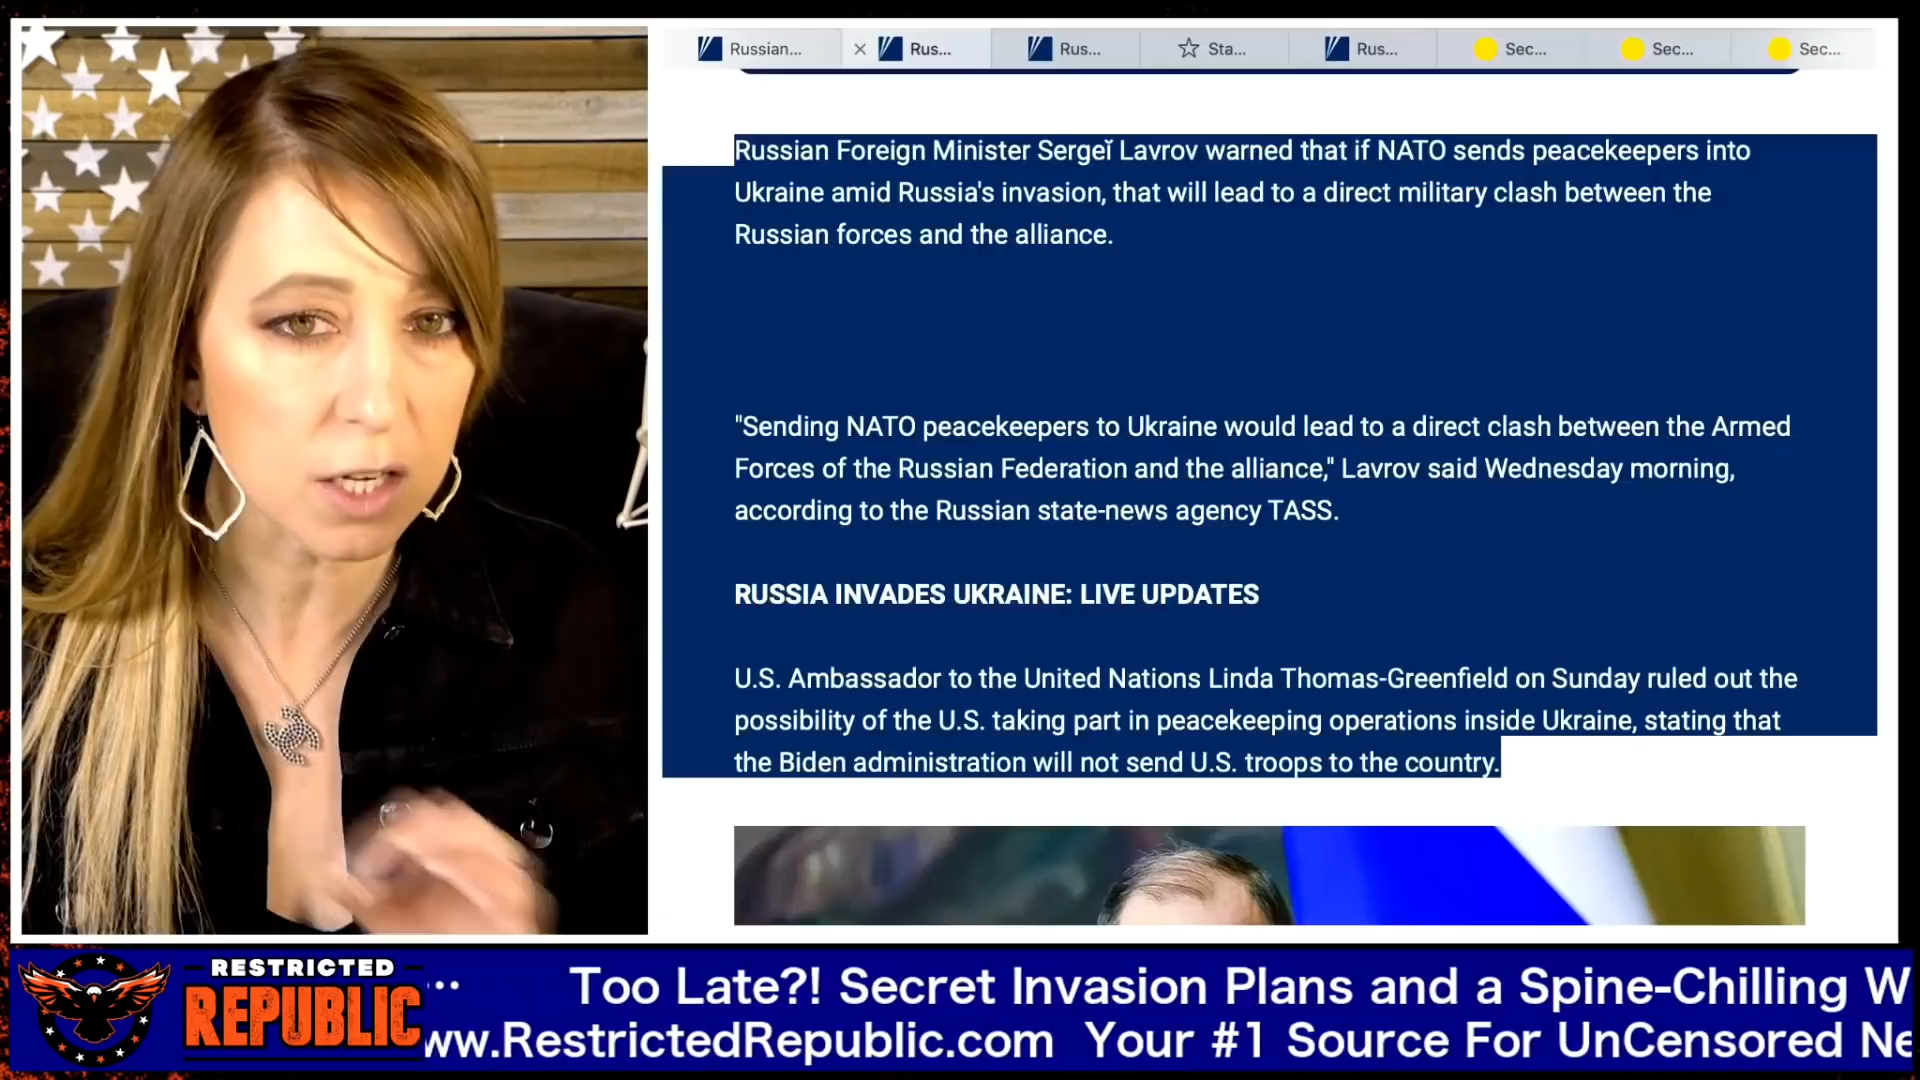 Russian...
Rus...
Rus...
Sta...
Rus...
Sec...
Sec...
Sec...
Russian Foreign Minister Sergeĭ Lavrov warned that if NATO sends peacekeepers into
Ukraine amid Russia's invasion, that will lead to a direct military clash between the
Russian forces and the alliance.
"Sending NATO peacekeepers to Ukraine would lead to a direct clash between the Armed
Forces of the Russian Federation and the alliance," Lavrov said Wednesday morning,
according to the Russian state-news agency TASS.
RUSSIA INVADES UKRAINE: LIVE UPDATES
U.S. Ambassador to the United Nations Linda Thomas-Greenfield on Sunday ruled out the
possibility of the U.S. taking part in peacekeeping operations inside Ukraine, stating that
the Biden administration will not send U.S. troops to the country.
RESTRICTED
REPUBLIC
... Too Late?! Secret Invasion Plans and a Spine-Chilling W
ww.RestrictedRepublic.com Your #1 Source For UnCensored Ne